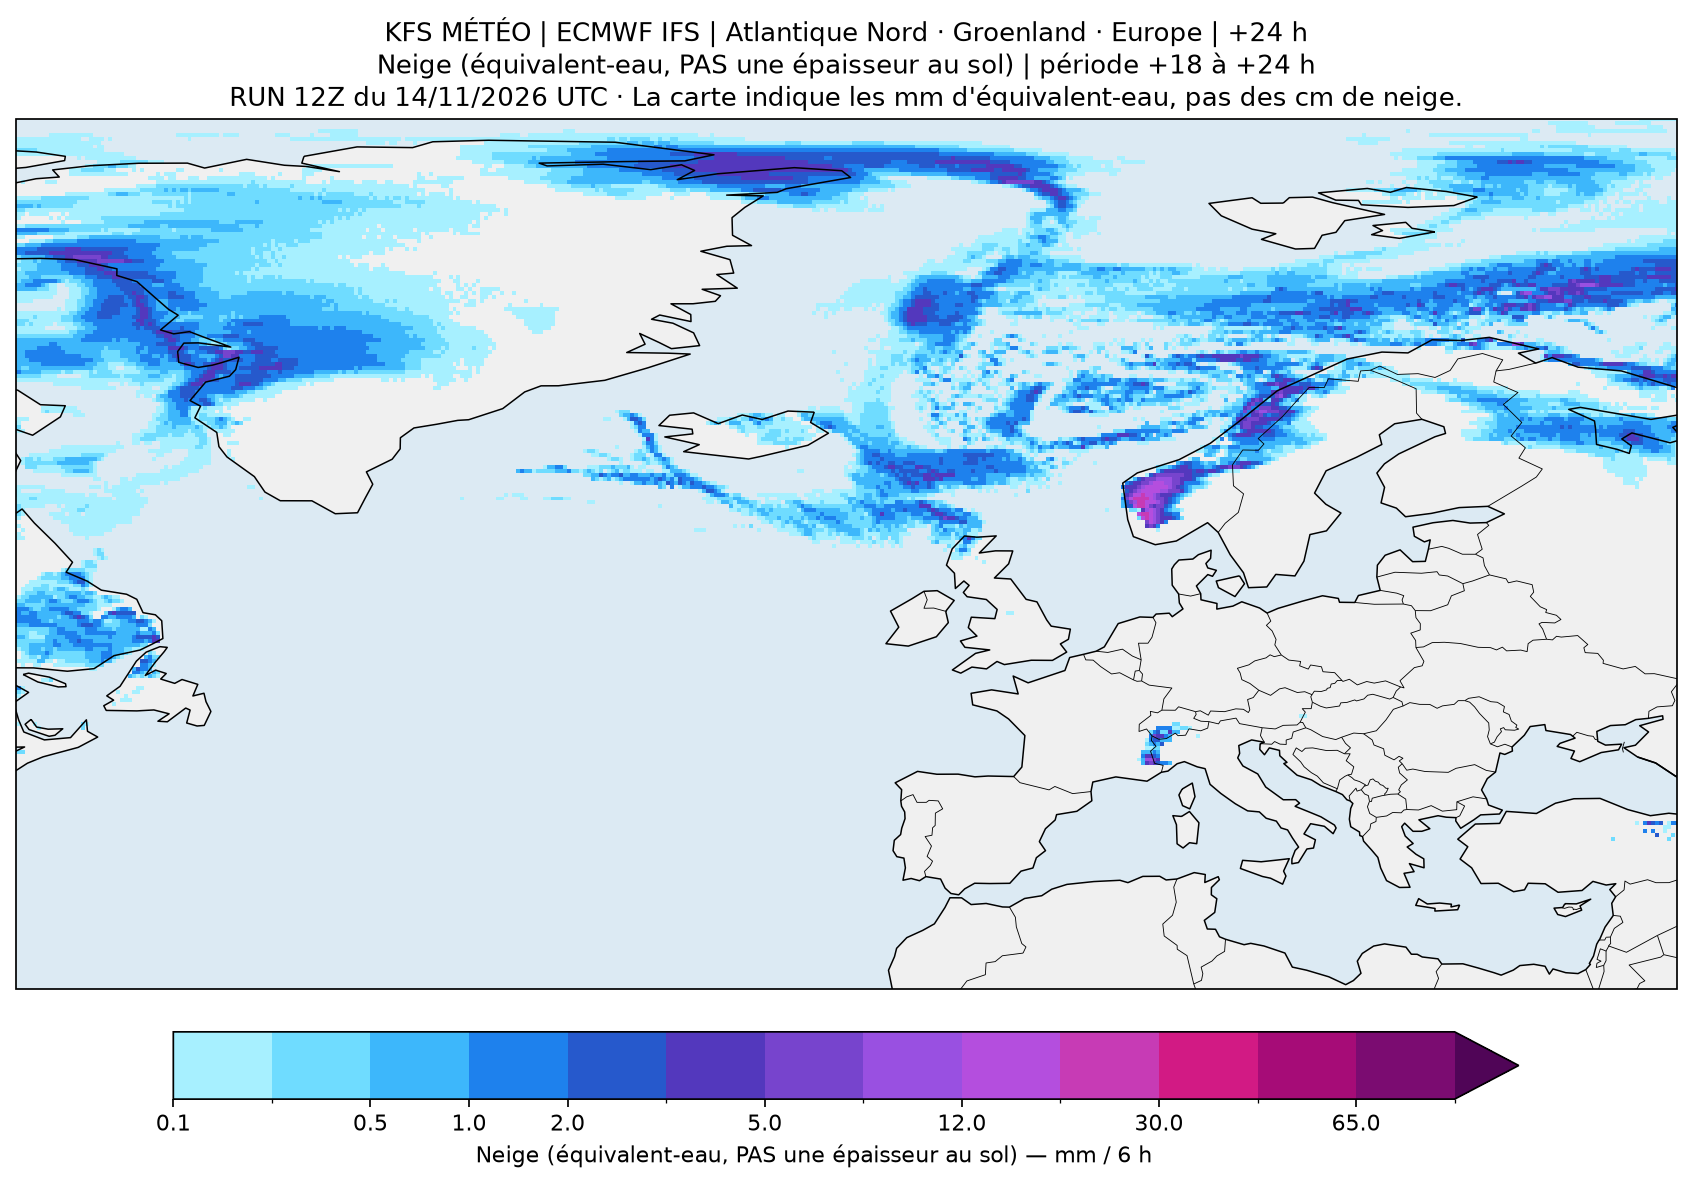 KFS MÉTÉO | ECMWF IFS | Atlantique Nord · Groenland · Europe | +24 h
Neige (équivalent-eau, PAS une épaisseur au sol) | période +18 à +24 h
RUN 12Z du 14/11/2026 UTC · La carte indique les mm d'équivalent-eau, pas des cm de neige.
0.1 0.5 1.0 2.0 5.0 12.0 30.0 65.0
Neige (équivalent-eau, PAS une épaisseur au sol) — mm / 6 h